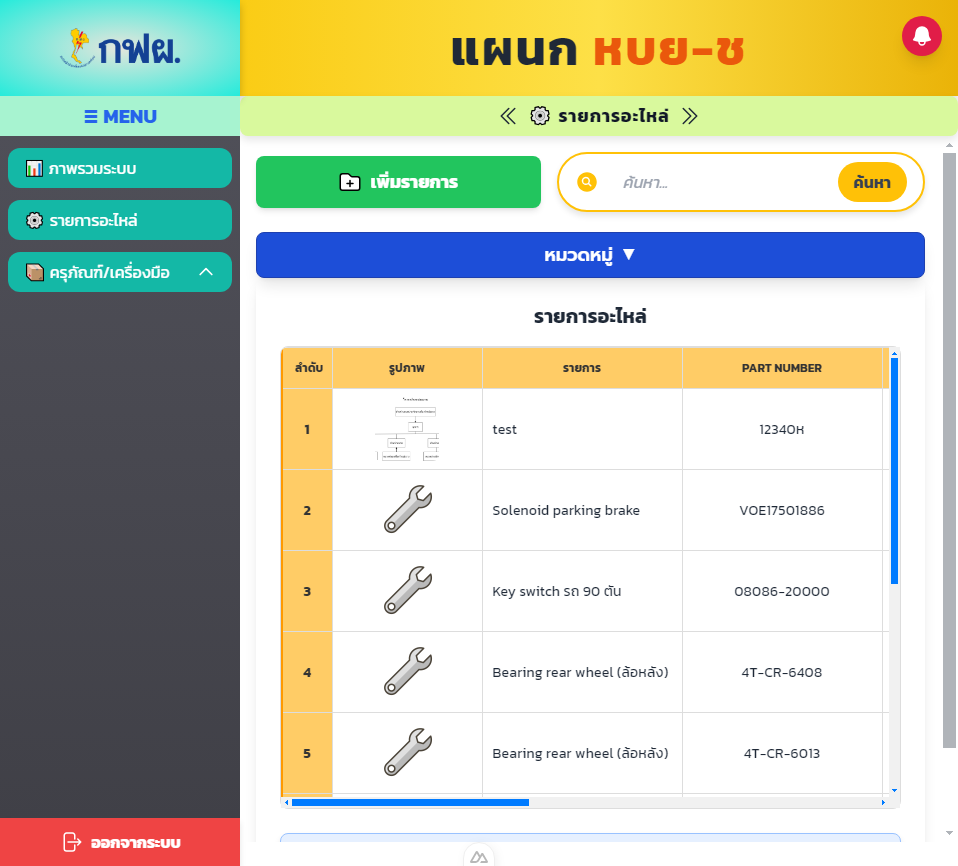 กฟผ.
แผนก หบย-ช
☰ MENU
รายการอะไหล่
ภาพรวมระบบ
รายการอะไหล่
ครุภัณฑ์/เครื่องมือ
เพิ่มรายการ
ค้นหา...
ค้นหา
หมวดหมู่ ▼
รายการอะไหล่
ลำดับ รูปภาพ รายการ PART NUMBER
1 test 12340ห
2 Solenoid parking brake VOE17501886
3 Key switch รถ 90 ตัน 08086-20000
4 Bearing rear wheel (ล้อหลัง) 4T-CR-6408
5 Bearing rear wheel (ล้อหลัง) 4T-CR-6013
ออกจากระบบ